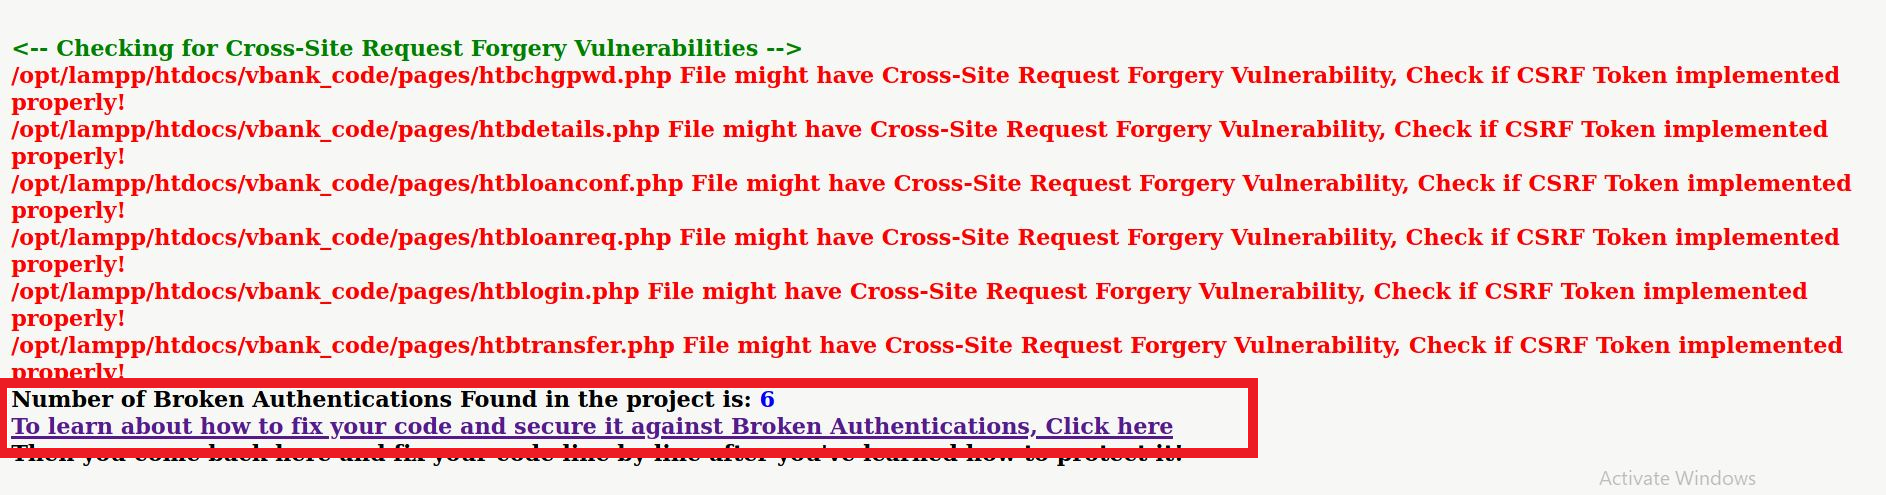 <-- Checking for Cross-Site Request Forgery Vulnerabilities -->
/opt/lampp/htdocs/vbank_code/pages/htbchgpwd.php File might have Cross-Site Request Forgery Vulnerability, Check if CSRF Token implemented
properly!
/opt/lampp/htdocs/vbank_code/pages/htbdetails.php File might have Cross-Site Request Forgery Vulnerability, Check if CSRF Token implemented
properly!
/opt/lampp/htdocs/vbank_code/pages/htbloanconf.php File might have Cross-Site Request Forgery Vulnerability, Check if CSRF Token implemented
properly!
/opt/lampp/htdocs/vbank_code/pages/htbloanreq.php File might have Cross-Site Request Forgery Vulnerability, Check if CSRF Token implemented
properly!
/opt/lampp/htdocs/vbank_code/pages/htblogin.php File might have Cross-Site Request Forgery Vulnerability, Check if CSRF Token implemented
properly!
/opt/lampp/htdocs/vbank_code/pages/htbtransfer.php File might have Cross-Site Request Forgery Vulnerability, Check if CSRF Token implemented
properly!
Number of Broken Authentications Found in the project is: 6
To learn about how to fix your code and secure it against Broken Authentications, Click here
Then you come back here and fix your code line by line after you've learned how to protect it!
Activate Windows